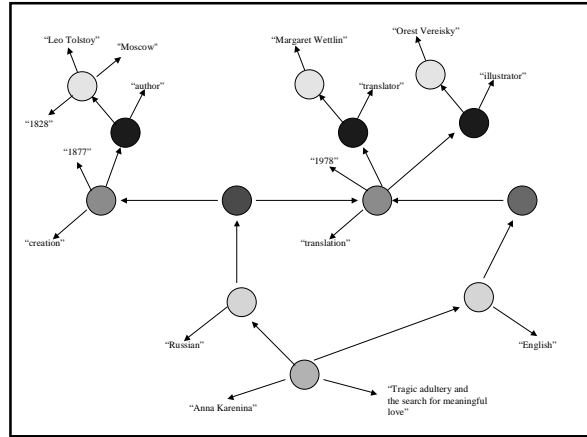 “Leo Tolstoy”
"Moscow"
“Margaret Wettlin”
“Orest Vereisky”
“author”
“translator”
“illustrator”
“1828”
“1877”
“1978”
“creation”
“translation”
“Russian”
“English”
“Anna Karenina”
“Tragic adultery and
the search for meaningful
love”